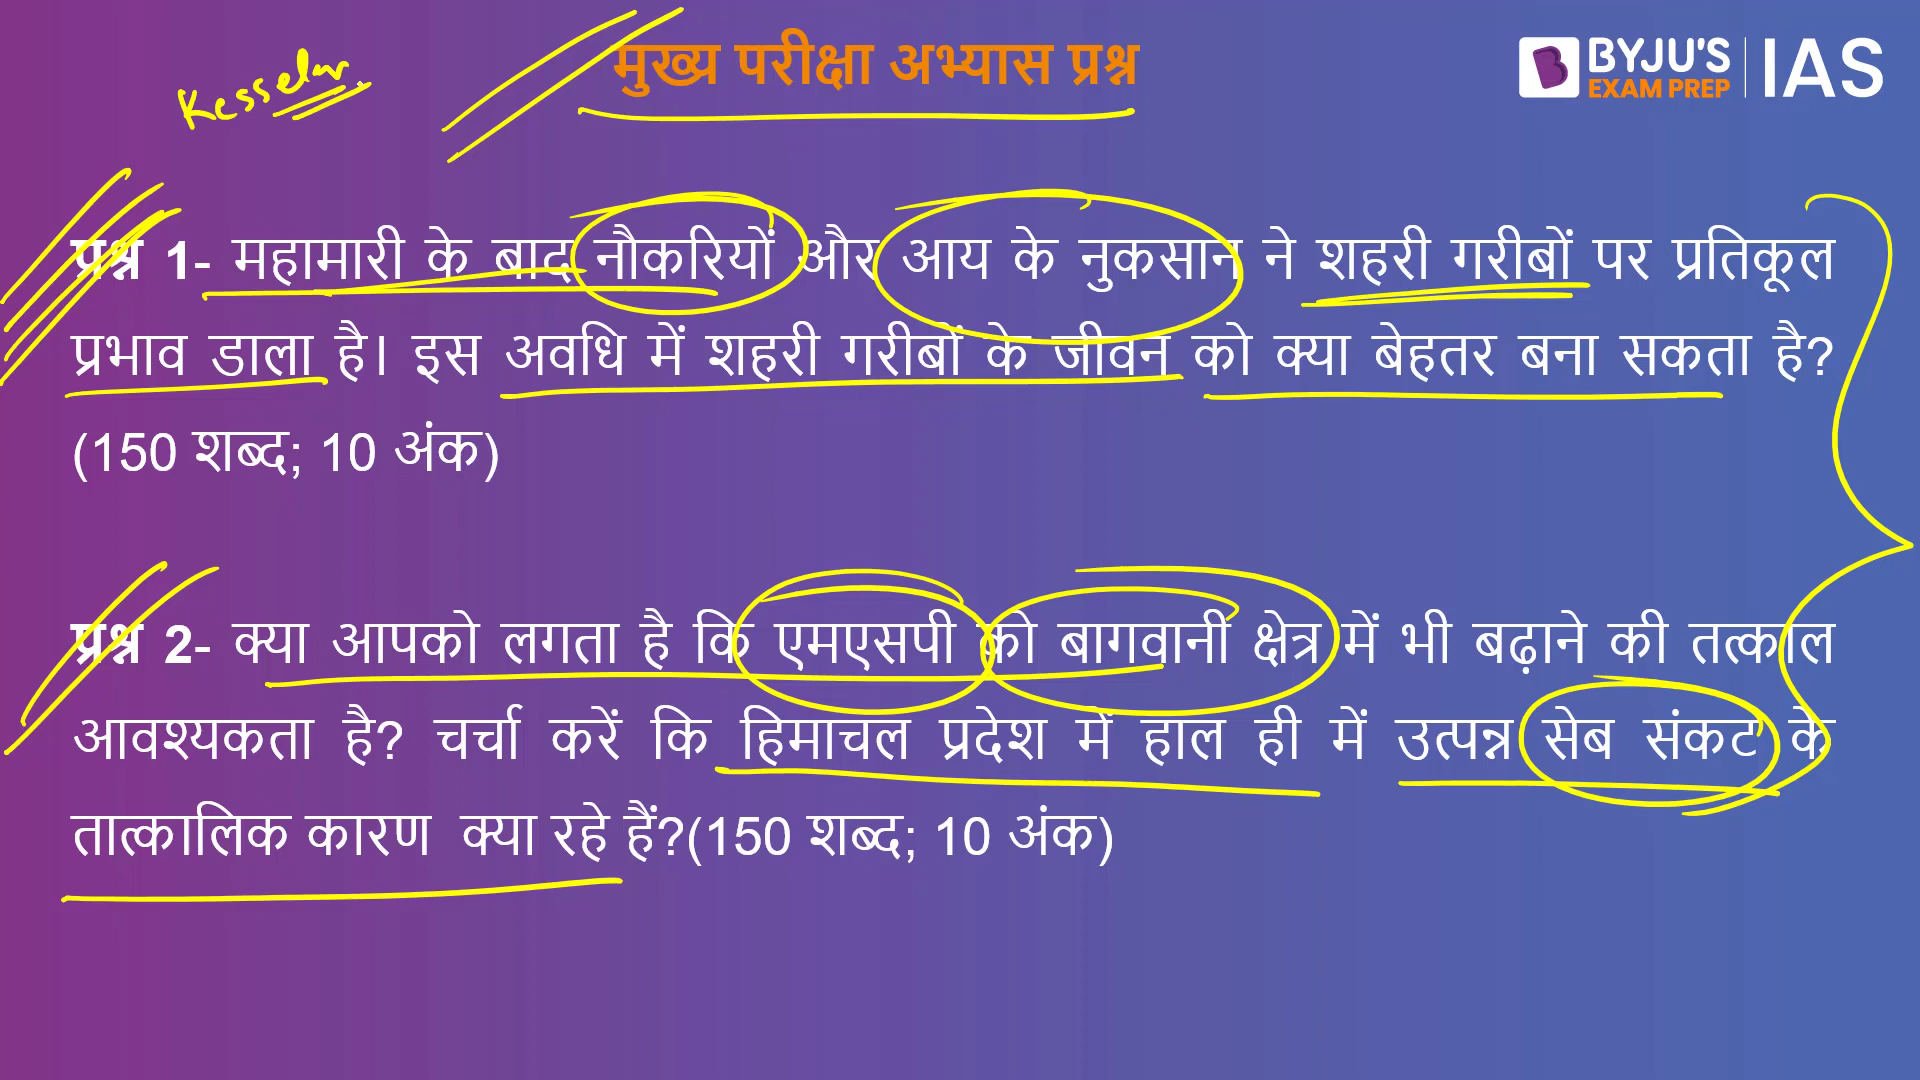 Kesseler
मुख्य परीक्षा अभ्यास प्रश्न
BYJU'S
EXAM PREP
IAS
प्रश्न 1- महामारी के बाद नौकरियों और आय के नुकसान ने शहरी गरीबों पर प्रतिकूल
प्रभाव डाला है। इस अवधि में शहरी गरीबों के जीवन को क्या बेहतर बना सकता है?
(150 शब्द; 10 अंक)
प्रश्न 2- क्या आपको लगता है कि एमएसपी को बागवानी क्षेत्र में भी बढ़ाने की तत्काल
आवश्यकता है? चर्चा करें कि हिमाचल प्रदेश में हाल ही में उत्पन्न सेब संकट के
तात्कालिक कारण क्या रहे हैं?(150 शब्द; 10 अंक)